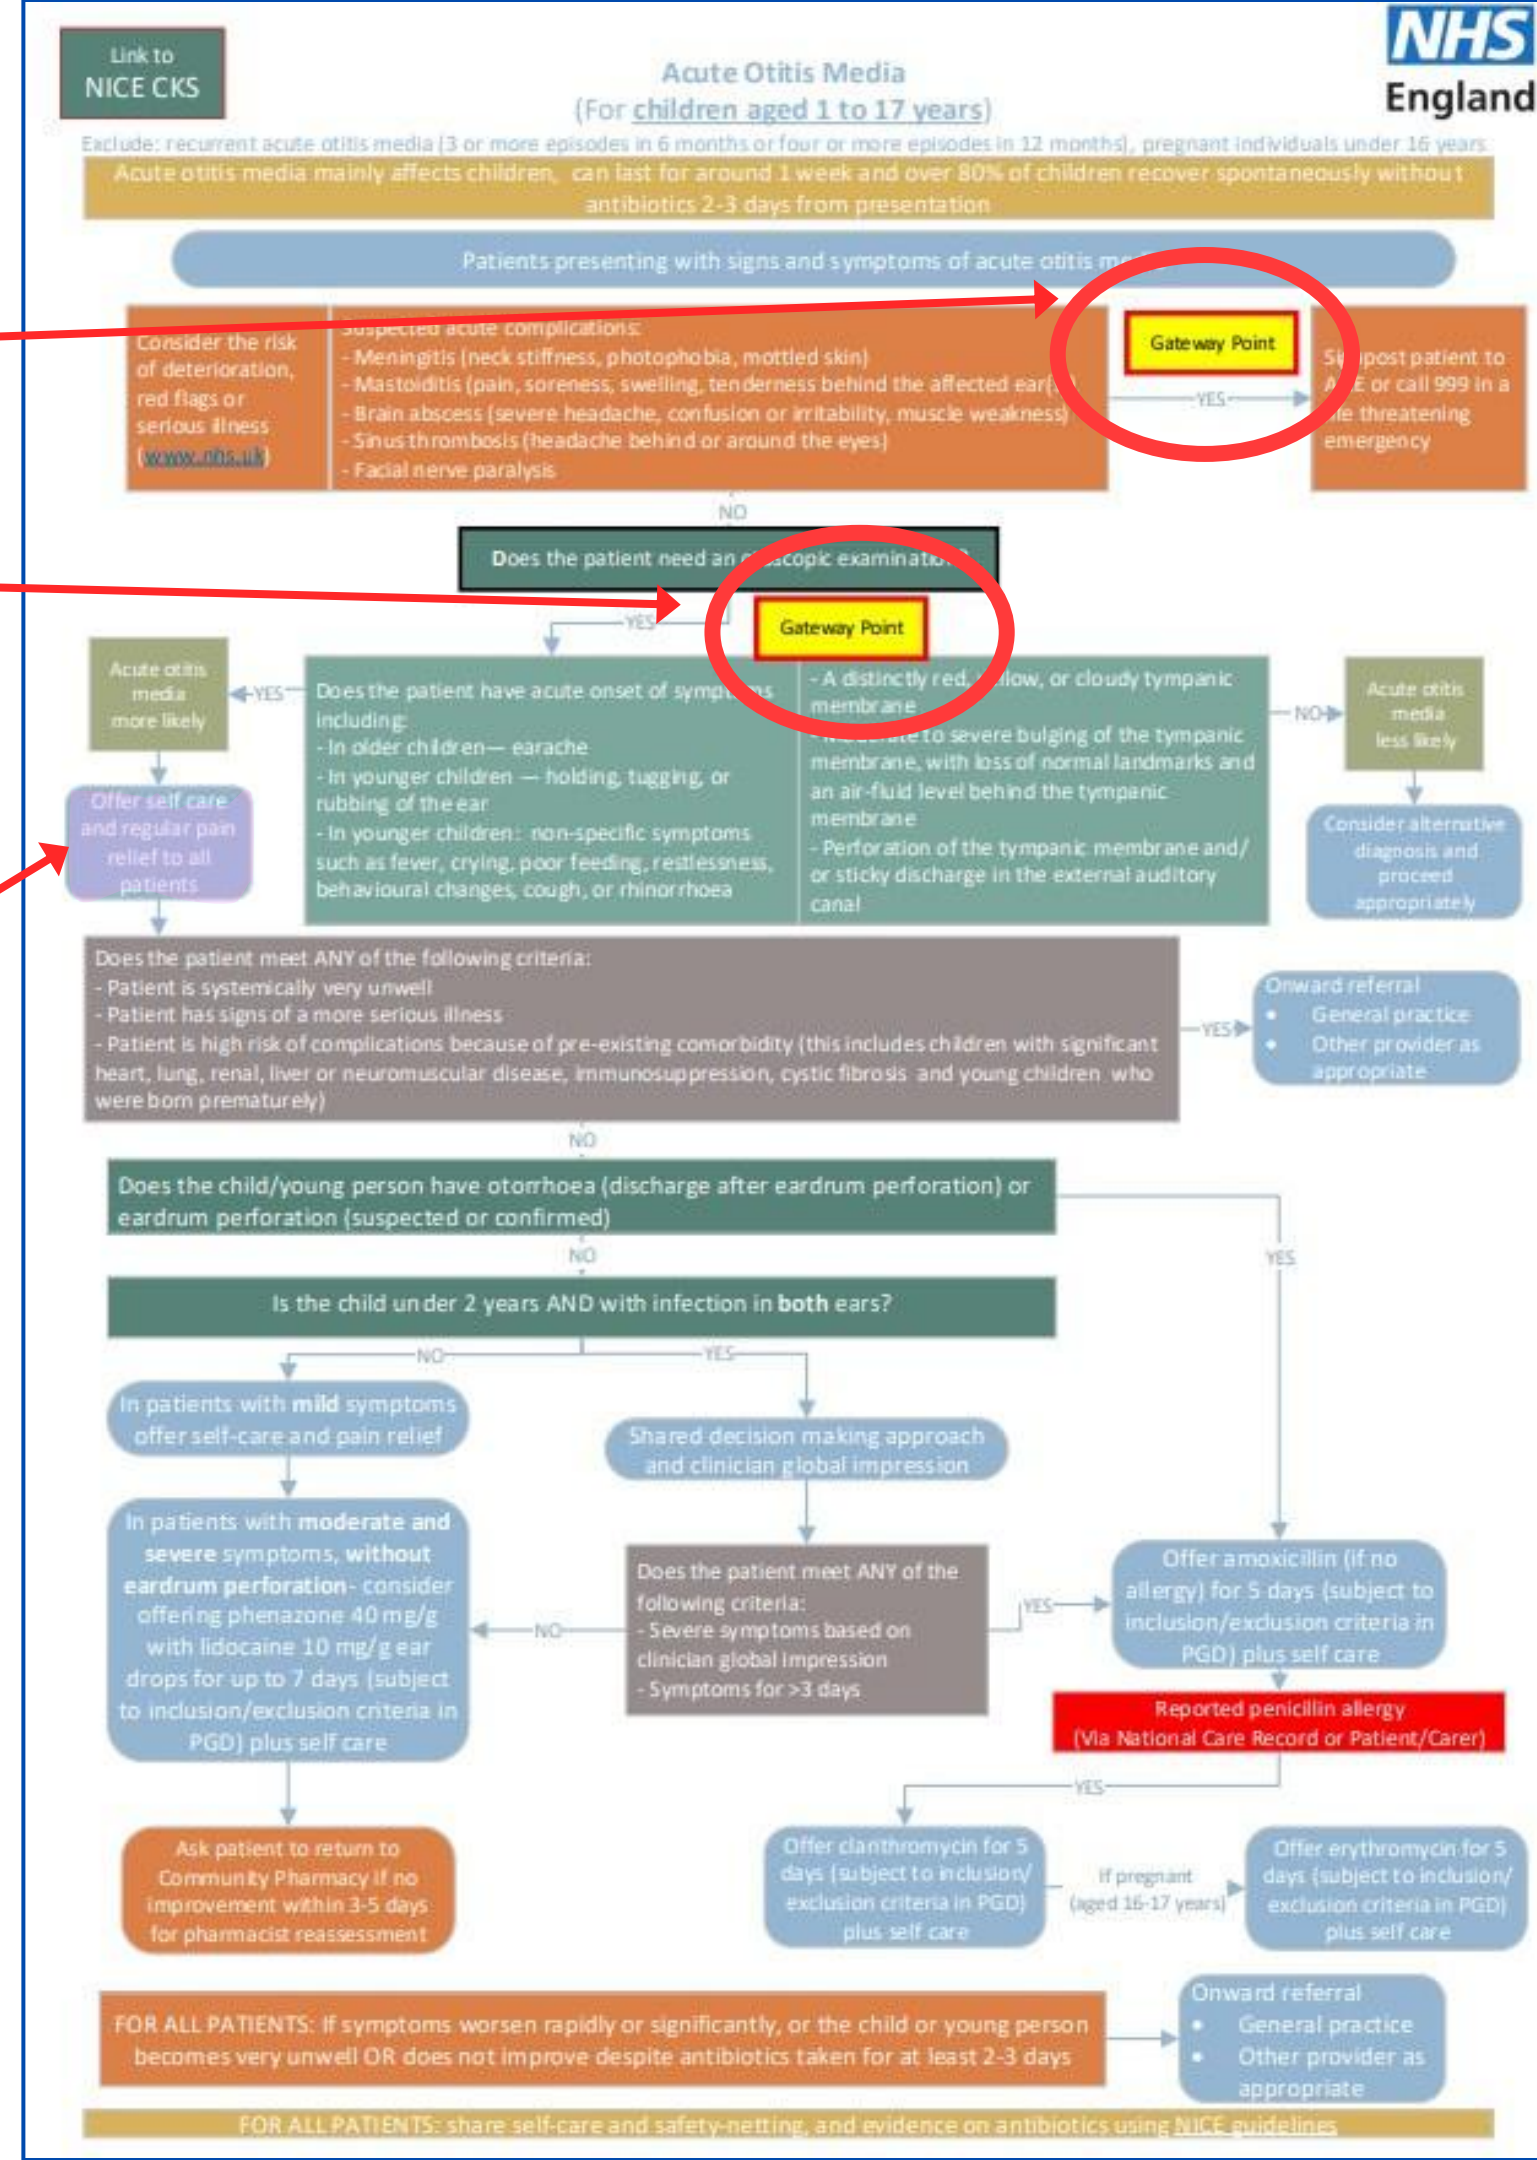 Link to
NICE CKS
NHS
England
Acute Otitis Media
(For children aged 1 to 17 years)
Exclude: recurrent acute otitis media (3 or more episodes in 6 months or four or more episodes in 12 months), pregnant individuals under 16 years
Acute otitis media mainly affects children, can last for around 1 week and over 80% of children recover spontaneously without
antibiotics 2-3 days from presentation
Patients presenting with signs and symptoms of acute otitis
Consider the risk
of deterioration,
red flags or
serious illness
(www.nhs.uk)
Suspected acute complications:
- Meningitis (neck stiffness, photophobia, mottled skin)
- Mastoiditis (pain, soreness, swelling, tenderness behind the affected
- Brain abscess (severe headache, confusion or irritability, muscle weakness)
- Sinus thrombosis (headache behind or around the eyes)
- Facial nerve paralysis
Gateway Point
YES
Signpost patient to
A&E or call 999 in a
life threatening
emergency
NO
Does the patient need an otoscopic examination?
YES
Gateway Point
Acute otitis
media
more likely
YES
Does the patient have acute onset of symptoms
including:
- In older children— earache
- In younger children — holding, tugging, or
rubbing of the ear
- In younger children: non-specific symptoms
such as fever, crying, poor feeding, restlessness,
behavioural changes, cough, or rhinorrhoea
- A distinctly red, yellow, or cloudy tympanic
membrane
- Moderate to severe bulging of the tympanic
membrane, with loss of normal landmarks and
an air-fluid level behind the tympanic
membrane
- Perforation of the tympanic membrane and/
or sticky discharge in the external auditory
canal
NO
Acute otitis
media
less likely
Offer self care
and regular pain
relief to all
patients
Consider alternative
diagnosis and
proceed
appropriately
Does the patient meet ANY of the following criteria:
- Patient is systemically very unwell
- Patient has signs of a more serious illness
- Patient is high risk of complications because of pre-existing comorbidity (this includes children with significant
heart, lung, renal, liver or neuromuscular disease, immunosuppression, cystic fibrosis and young children who
were born prematurely)
YES
Onward referral
• General practice
• Other provider as
appropriate
NO
Does the child/young person have otorrhoea (discharge after eardrum perforation) or
eardrum perforation (suspected or confirmed)
NO
YES
Is the child under 2 years AND with infection in both ears?
NO
YES
In patients with mild symptoms
offer self-care and pain relief
Shared decision making approach
and clinician global impression
In patients with moderate and
severe symptoms, without
eardrum perforation- consider
offering phenazone 40 mg/g
with lidocaine 10 mg/g ear
drops for up to 7 days (subject
to inclusion/exclusion criteria in
PGD) plus self care
NO
Does the patient meet ANY of the
following criteria:
- Severe symptoms based on
clinician global impression
- Symptoms for >3 days
YES
Offer amoxicillin (if no
allergy) for 5 days (subject to
inclusion/exclusion criteria in
PGD) plus self care
Reported penicillin allergy
(Via National Care Record or Patient/Carer)
YES
Ask patient to return to
Community Pharmacy if no
improvement within 3-5 days
for pharmacist reassessment
Offer clarithromycin for 5
days (subject to inclusion/
exclusion criteria in PGD)
plus self care
If pregnant
(aged 16-17 years)
Offer erythromycin for 5
days (subject to inclusion/
exclusion criteria in PGD)
plus self care
FOR ALL PATIENTS: If symptoms worsen rapidly or significantly, or the child or young person
becomes very unwell OR does not improve despite antibiotics taken for at least 2-3 days
Onward referral
• General practice
• Other provider as
appropriate
FOR ALL PATIENTS: share self-care and safety-netting, and evidence on antibiotics using NICE guidelines